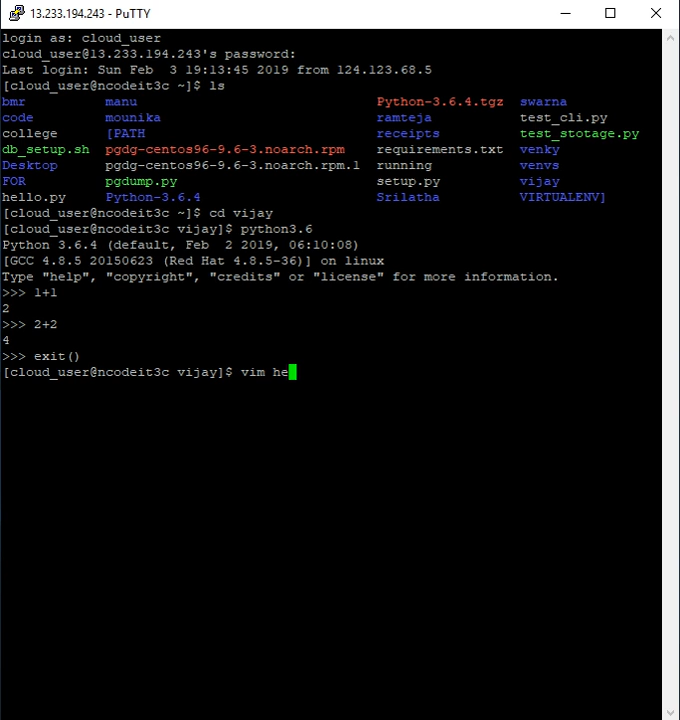 13.233.194.243 - PuTTY
login as: cloud_user
cloud_user@13.233.194.243's password:
Last login: Sun Feb  3 19:13:45 2019 from 124.123.68.5
[cloud_user@ncodeit3c ~]$ ls
bmr manu Python-3.6.4.tgz swarna
code mounika ramteja test_cli.py
college [PATH receipts test_stotage.py
db_setup.sh pgdg-centos96-9.6-3.noarch.rpm requirements.txt venky
Desktop pgdg-centos96-9.6-3.noarch.rpm.1 running venvs
FOR pgdump.py setup.py vijay
hello.py Python-3.6.4 Srilatha VIRTUALENV]
[cloud_user@ncodeit3c ~]$ cd vijay
[cloud_user@ncodeit3c vijay]$ python3.6
Python 3.6.4 (default, Feb  2 2019, 06:10:08)
[GCC 4.8.5 20150623 (Red Hat 4.8.5-36)] on linux
Type "help", "copyright", "credits" or "license" for more information.
>>> 1+1
2
>>> 2+2
4
>>> exit()
[cloud_user@ncodeit3c vijay]$ vim he